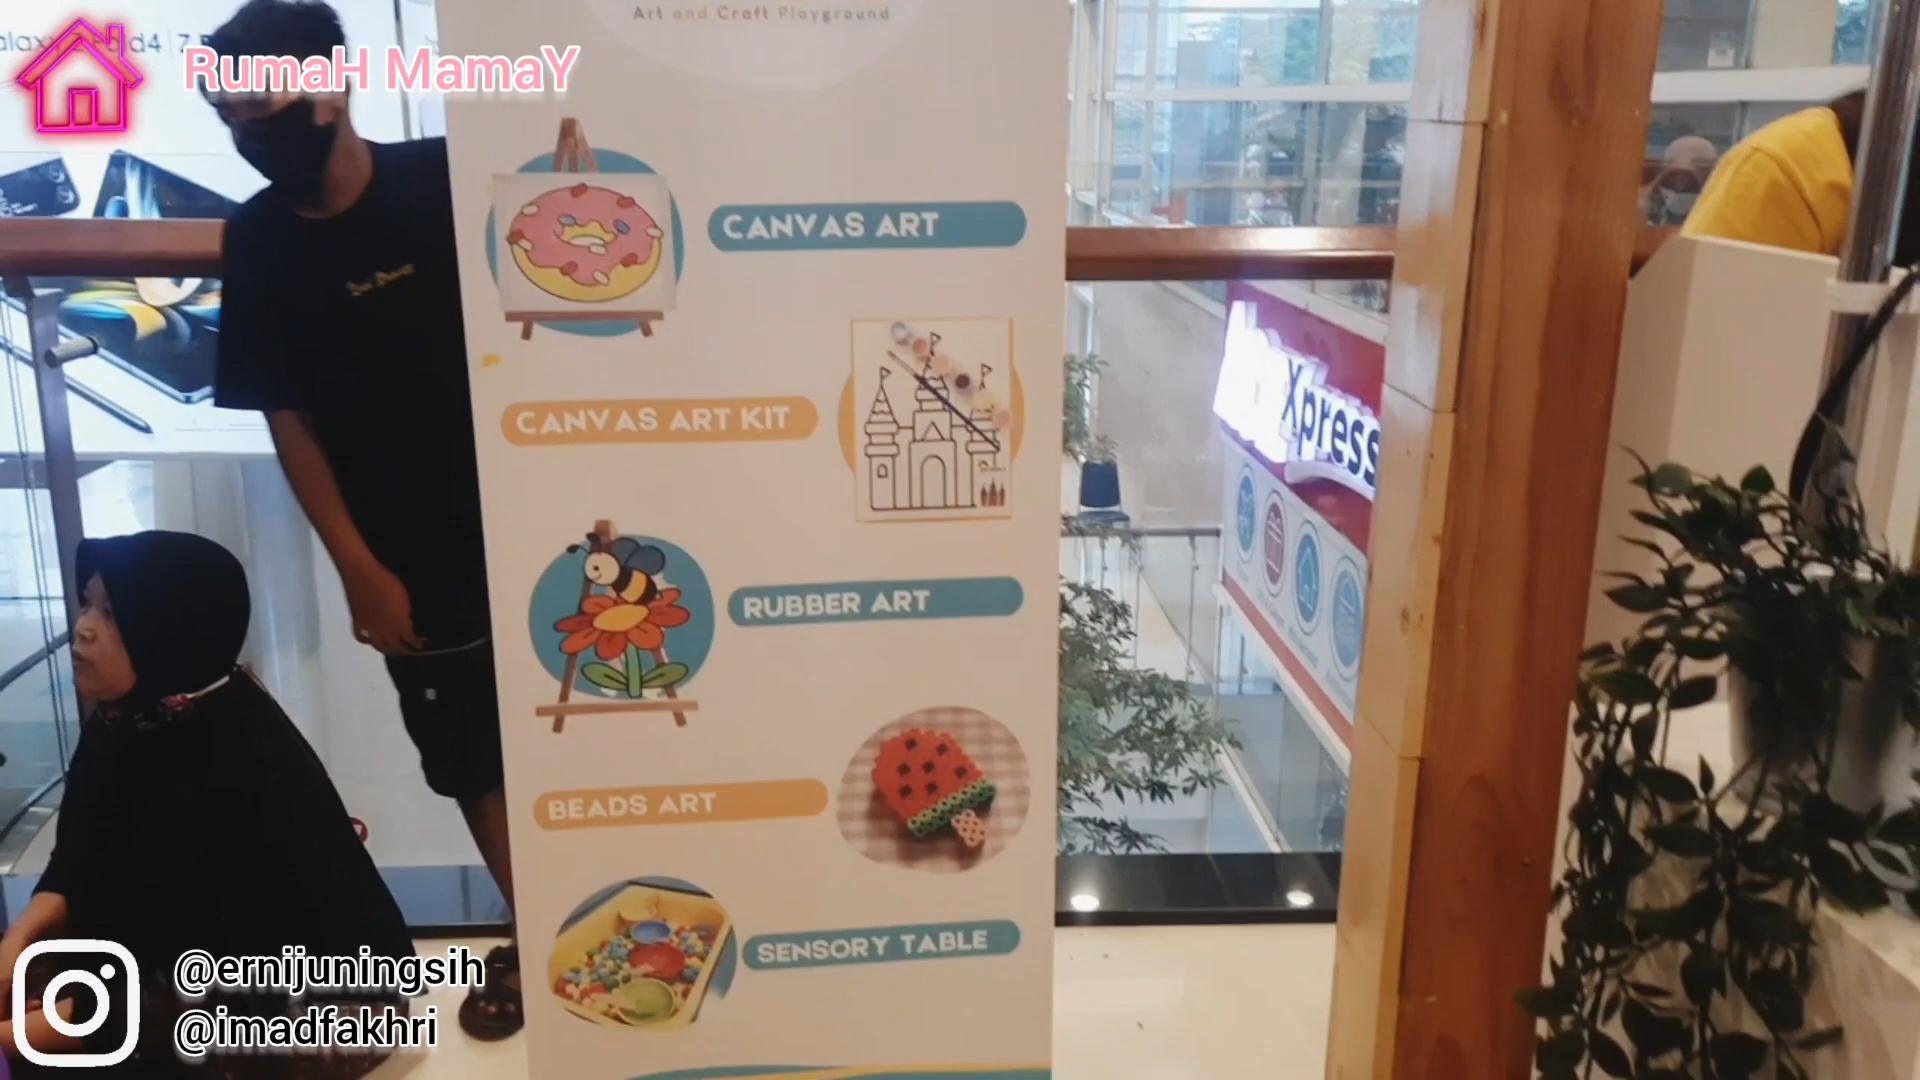 Art and Craft Playground
RumaH MamaY
CANVAS ART
CANVAS ART KIT
RUBBER ART
BEADS ART
SENSORY TABLE
Xpress
@ernijuningsih
@imadfakhri